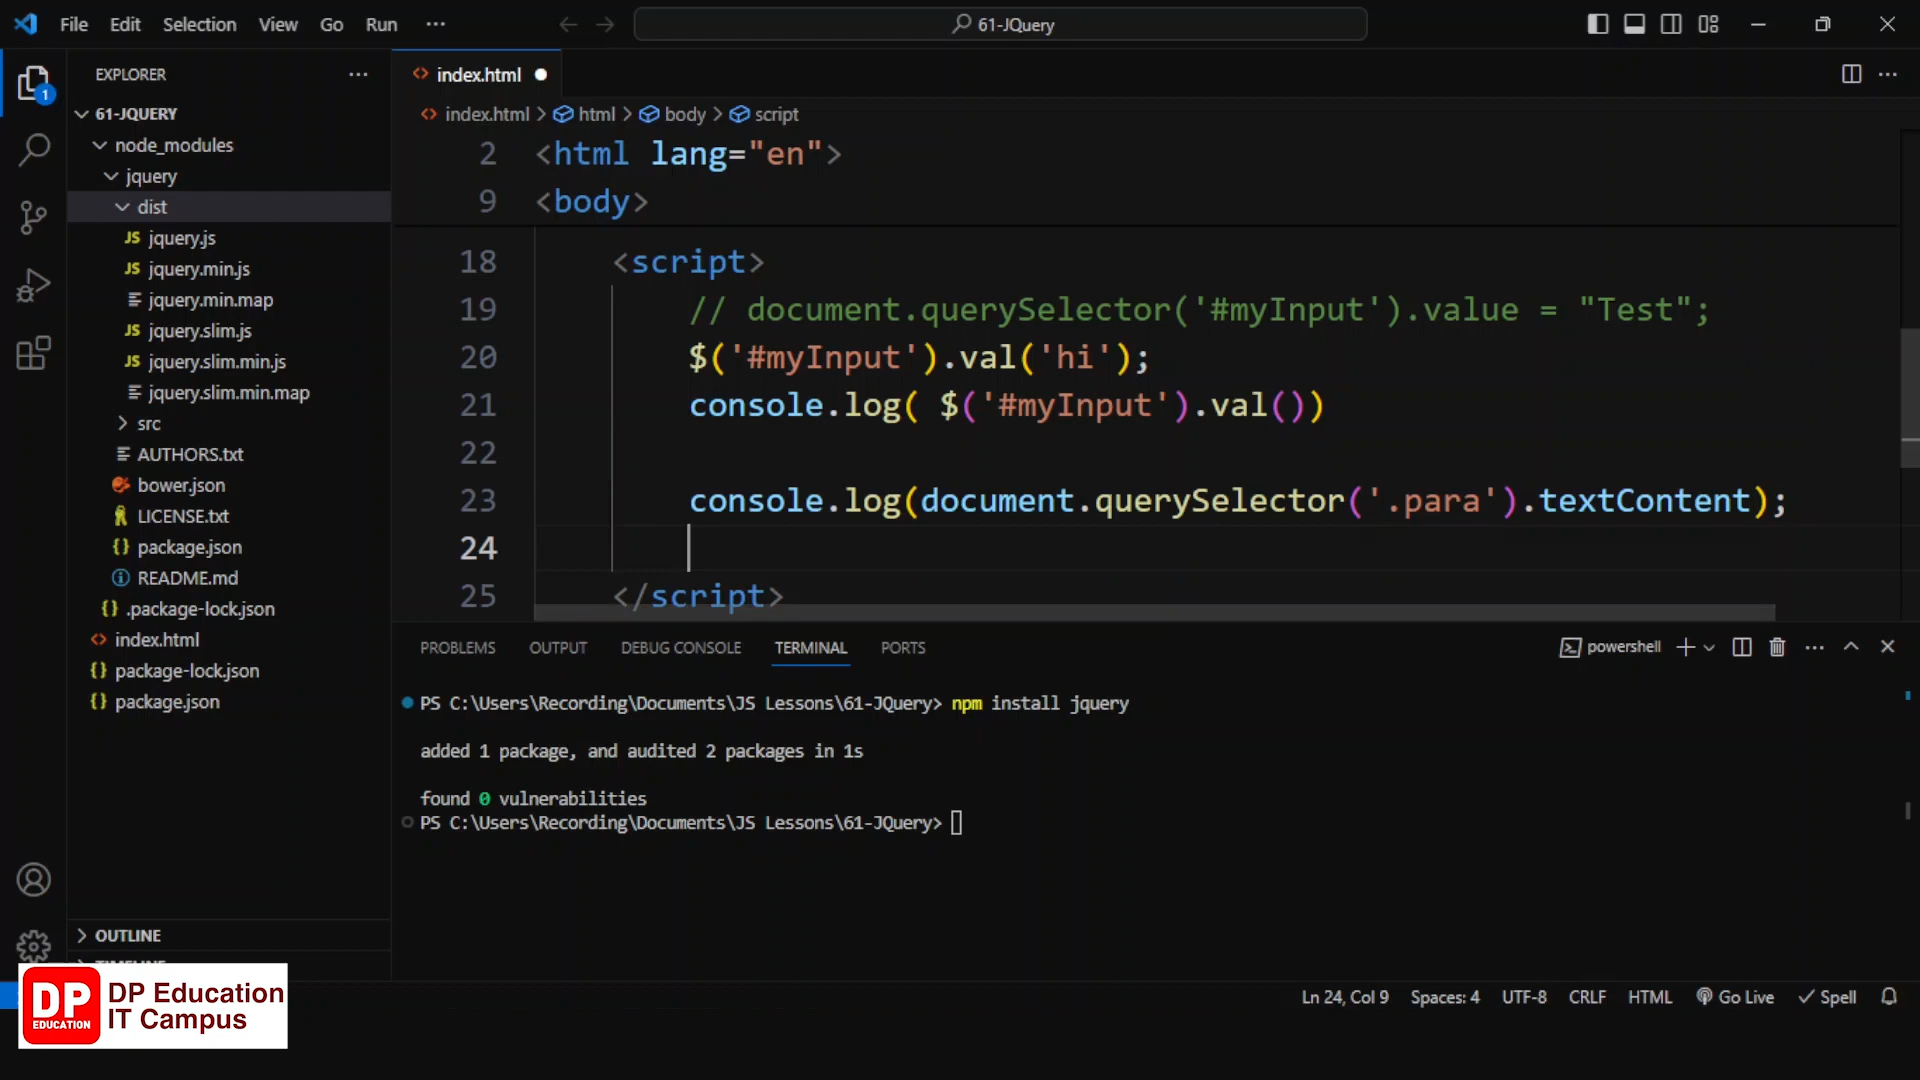 File Edit Selection View Go Run ···
61-JQuery
EXPLORER
61-JQUERY
node_modules
jquery
dist
JS jquery.js
JS jquery.min.js
jquery.min.map
JS jquery.slim.js
JS jquery.slim.min.js
jquery.slim.min.map
src
AUTHORS.txt
bower.json
LICENSE.txt
{} package.json
README.md
{} .package-lock.json
<> index.html
{} package-lock.json
{} package.json
OUTLINE
TIMELINE
1
<> index.html
<> index.html > html > body > script
2 <html lang="en">
9 <body>
18 <script>
19 // document.querySelector('#myInput').value = "Test";
20 $('#myInput').val('hi');
21 console.log( $('#myInput').val())
22
23 console.log(document.querySelector('.para').textContent);
24
25 </script>
PROBLEMS OUTPUT DEBUG CONSOLE TERMINAL PORTS
powershell
PS C:\Users\Recording\Documents\JS Lessons\61-JQuery> npm install jquery
added 1 package, and audited 2 packages in 1s
found 0 vulnerabilities
PS C:\Users\Recording\Documents\JS Lessons\61-JQuery>
DP EDUCATION
DP Education
IT Campus
Ln 24, Col 9 Spaces: 4 UTF-8 CRLF HTML Go Live Spell